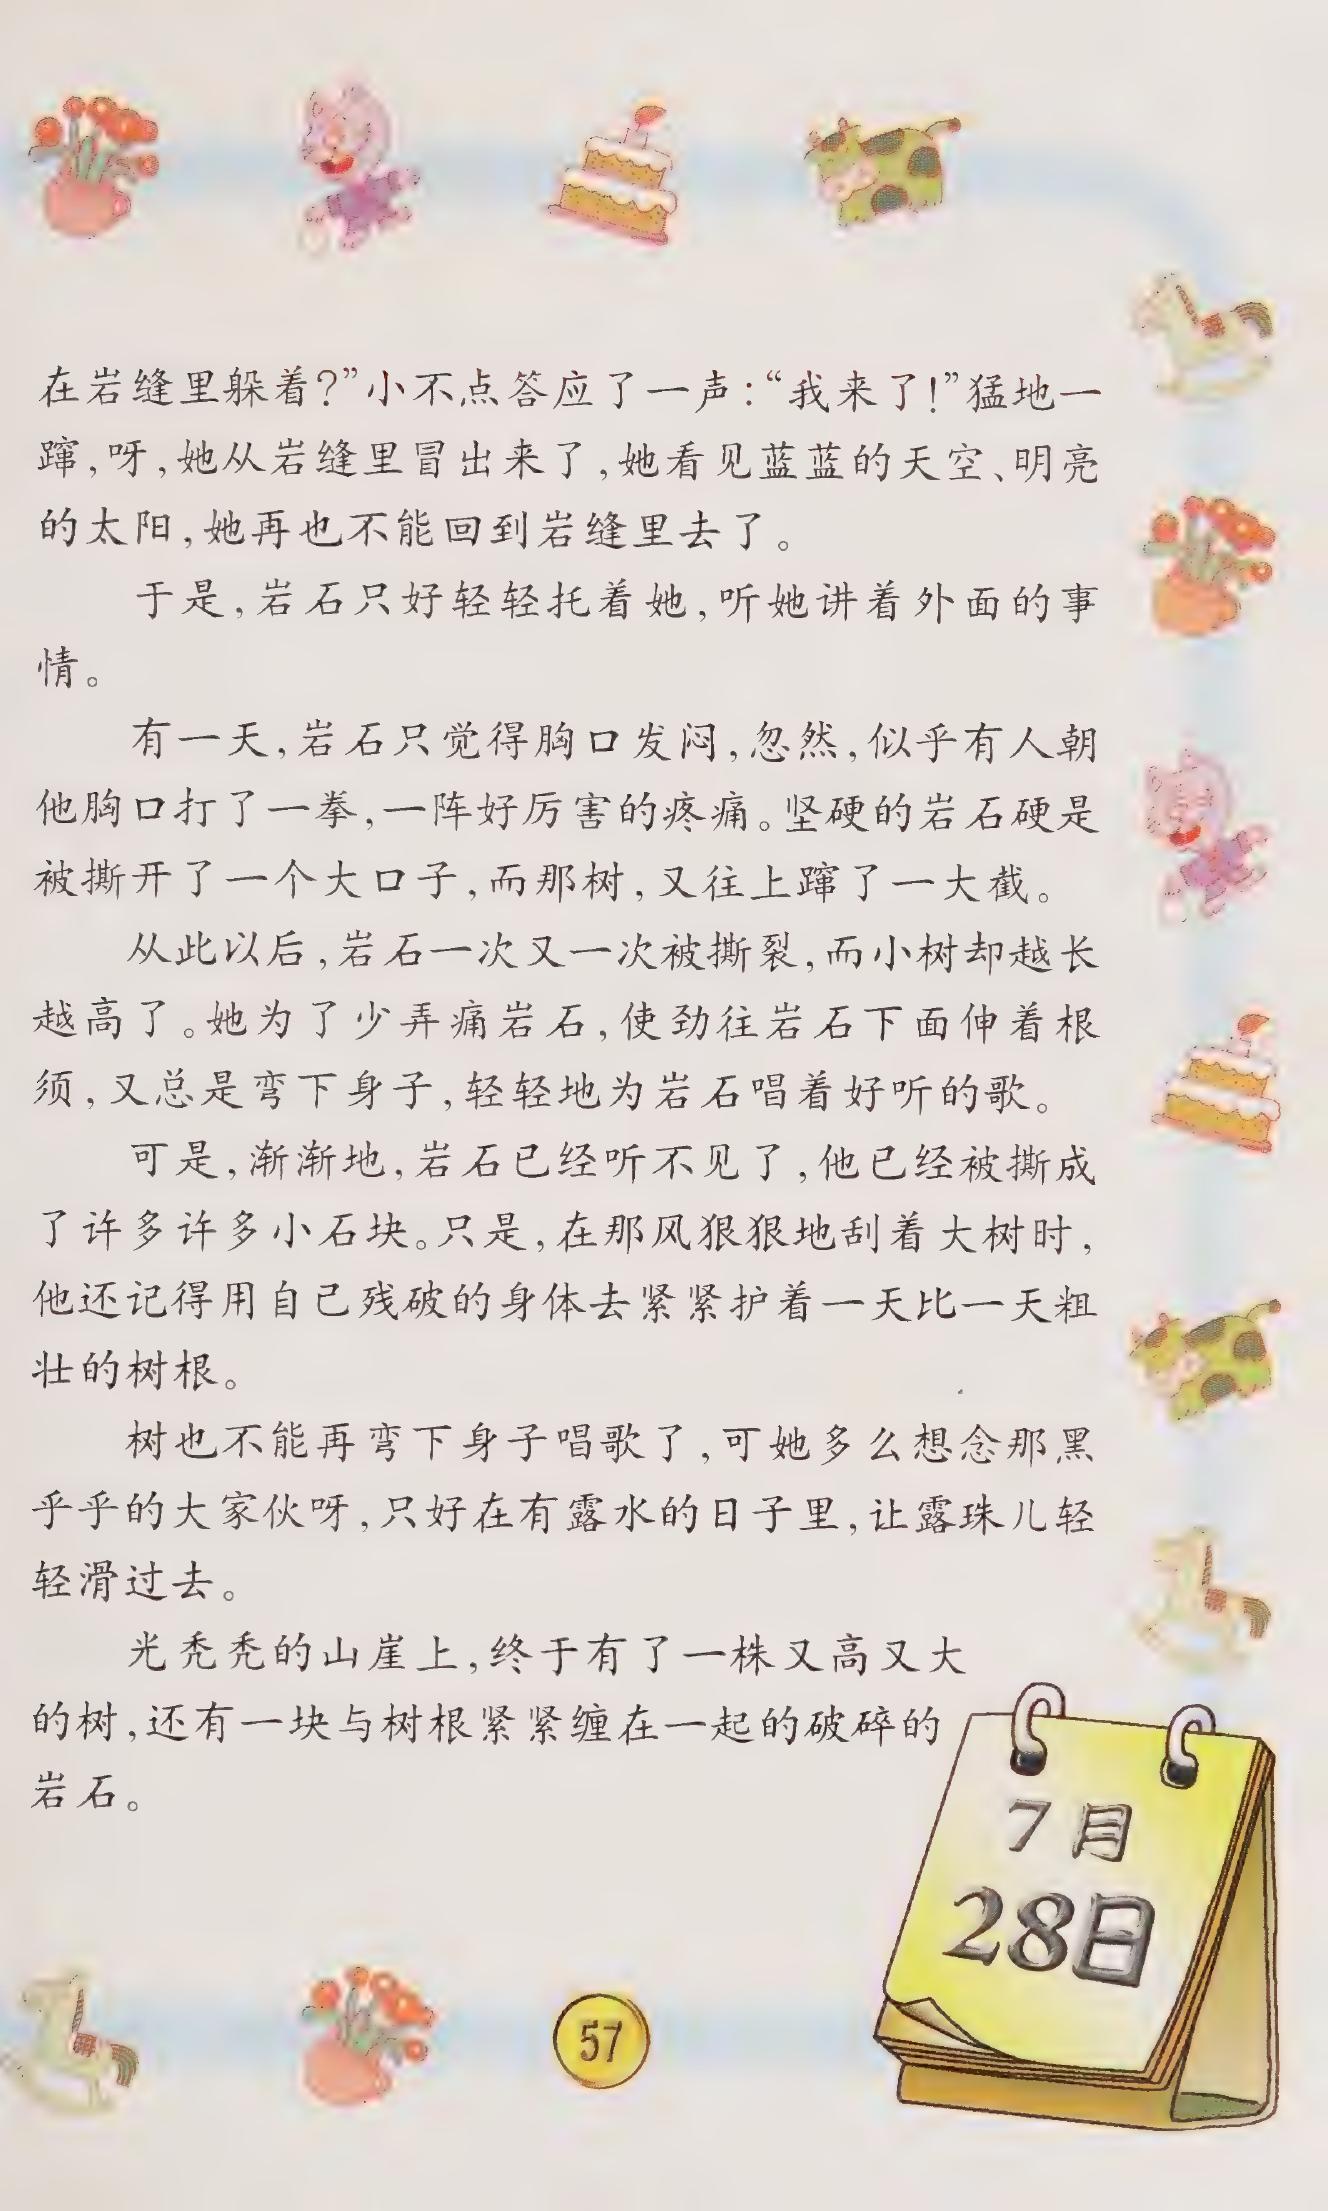 在岩缝里躲着?”小不点答应了一声:“我来了!”猛地一
蹿,呀,她从岩缝里冒出来了,她看见蓝蓝的天空、明亮
的太阳,她再也不能回到岩缝里去了。
于是,岩石只好轻轻托着她,听她讲着外面的事
情。
有一天,岩石只觉得胸口发闷,忽然,似乎有人朝
他胸口打了一拳,一阵好厉害的疼痛。坚硬的岩石硬是
被撕开了一个大口子,而那树,又往上蹿了一大截。
从此以后,岩石一次又一次被撕裂,而小树却越长
越高了。她为了少弄痛岩石,使劲往岩石下面伸着根
须,又总是弯下身子,轻轻地为岩石唱着好听的歌。
可是,渐渐地,岩石已经听不见了,他已经被撕成
了许多许多小石块。只是,在那风狠狠地刮着大树时,
他还记得用自己残破的身体去紧紧护着一天比一天粗
壮的树根。
树也不能再弯下身子唱歌了,可她多么想念那黑
乎乎的大家伙呀,只好在有露水的日子里,让露珠儿轻
轻滑过去。
光秃秃的山崖上,终于有了一株又高又大
的树,还有一块与树根紧紧缠在一起的破碎的
岩石。
7月
28日
57